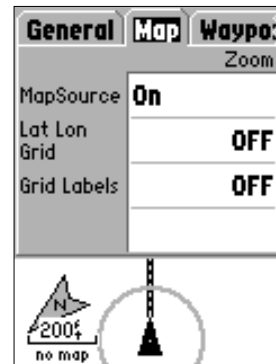 General Map Waypo
Zoom
MapSource On
Lat Lon
Grid OFF
Grid Labels OFF
N
200ft
no map